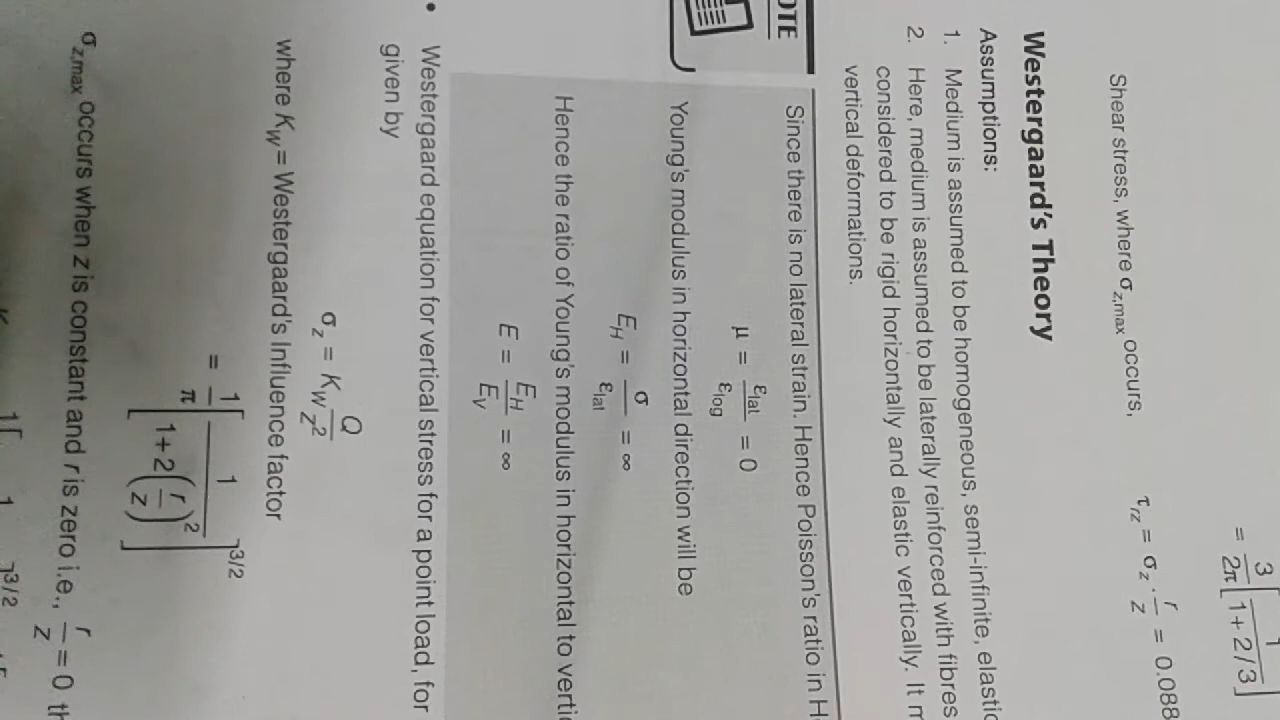 = 3/2π [1/1+2/3]
τrz = σz · r/z = 0.088
Shear stress, where σz,max occurs,
Westergaard's Theory
Assumptions:
1. Medium is assumed to be homogeneous, semi-infinite, elastic
2. Here, medium is assumed to be laterally reinforced with fibres
considered to be rigid horizontally and elastic vertically. It
vertical deformations.
OTE
Since there is no lateral strain. Hence Poisson's ratio in
μ = εlat/εlog = 0
Young's modulus in horizontal direction will be
EH = σ/εlat = ∞
Hence the ratio of Young's modulus in horizontal to
E = EH/EV = ∞
• Westergaard equation for vertical stress for a point load, for
given by
σz = KW Q/z²
where KW = Westergaard's Influence factor
= 1/π [1/1+2(r/z)²]^3/2
σz,max occurs when z is constant and r is zero i.e., r/z = 0